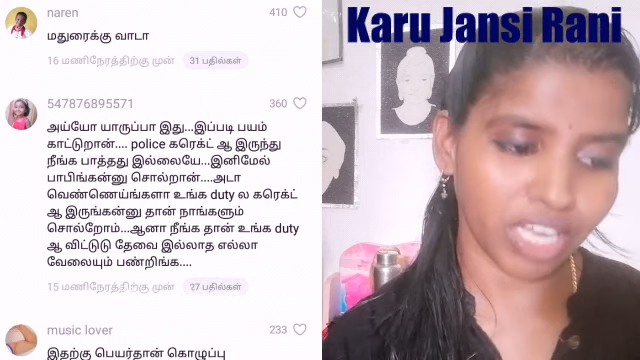 naren
410
மதுரைக்கு வாடா
16 மணிநேரத்திற்கு முன்
31 பதில்கள்
547876895571
360
அய்யோ யாருப்பா இது...இப்படி பயம்
காட்டுறான்.... police கரெக்ட் ஆ இருந்து
நீங்க பாத்தது இல்லையே...இனிமேல்
பாபிங்கன்னு சொல்றான்....அடா
வெண்ணெய்ங்களா உங்க duty ல கரெக்ட்
ஆ இருங்கன்னு தான் நாங்களும்
சொல்றோம்...ஆனா நீங்க தான் உங்க duty
ஆ விட்டுடு தேவை இல்லாத எல்லா
வேலையும் பண்றிங்க....
15 மணிநேரத்திற்கு முன்
27 பதில்கள்
music lover
233
இதற்கு பெயர்தான் கொழுப்பு
Karu Jansi Rani